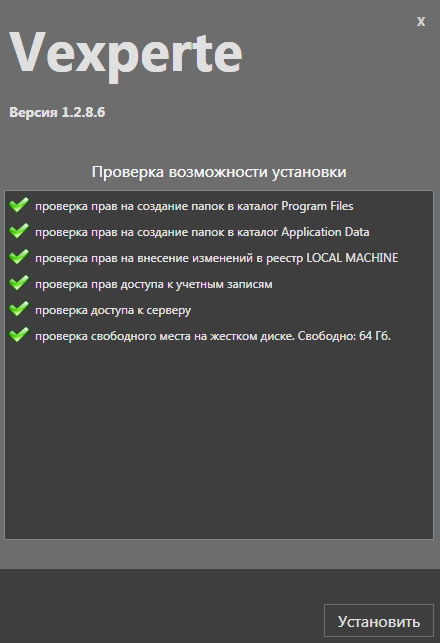 x
Vexperte
Версия 1.2.8.6
Проверка возможности установки
проверка прав на создание папок в каталог Program Files
проверка прав на создание папок в каталог Application Data
проверка прав на внесение изменений в реестр LOCAL MACHINE
проверка прав доступа к учетным записям
проверка доступа к серверу
проверка свободного места на жестком диске. Свободно: 64 Гб.
Установить